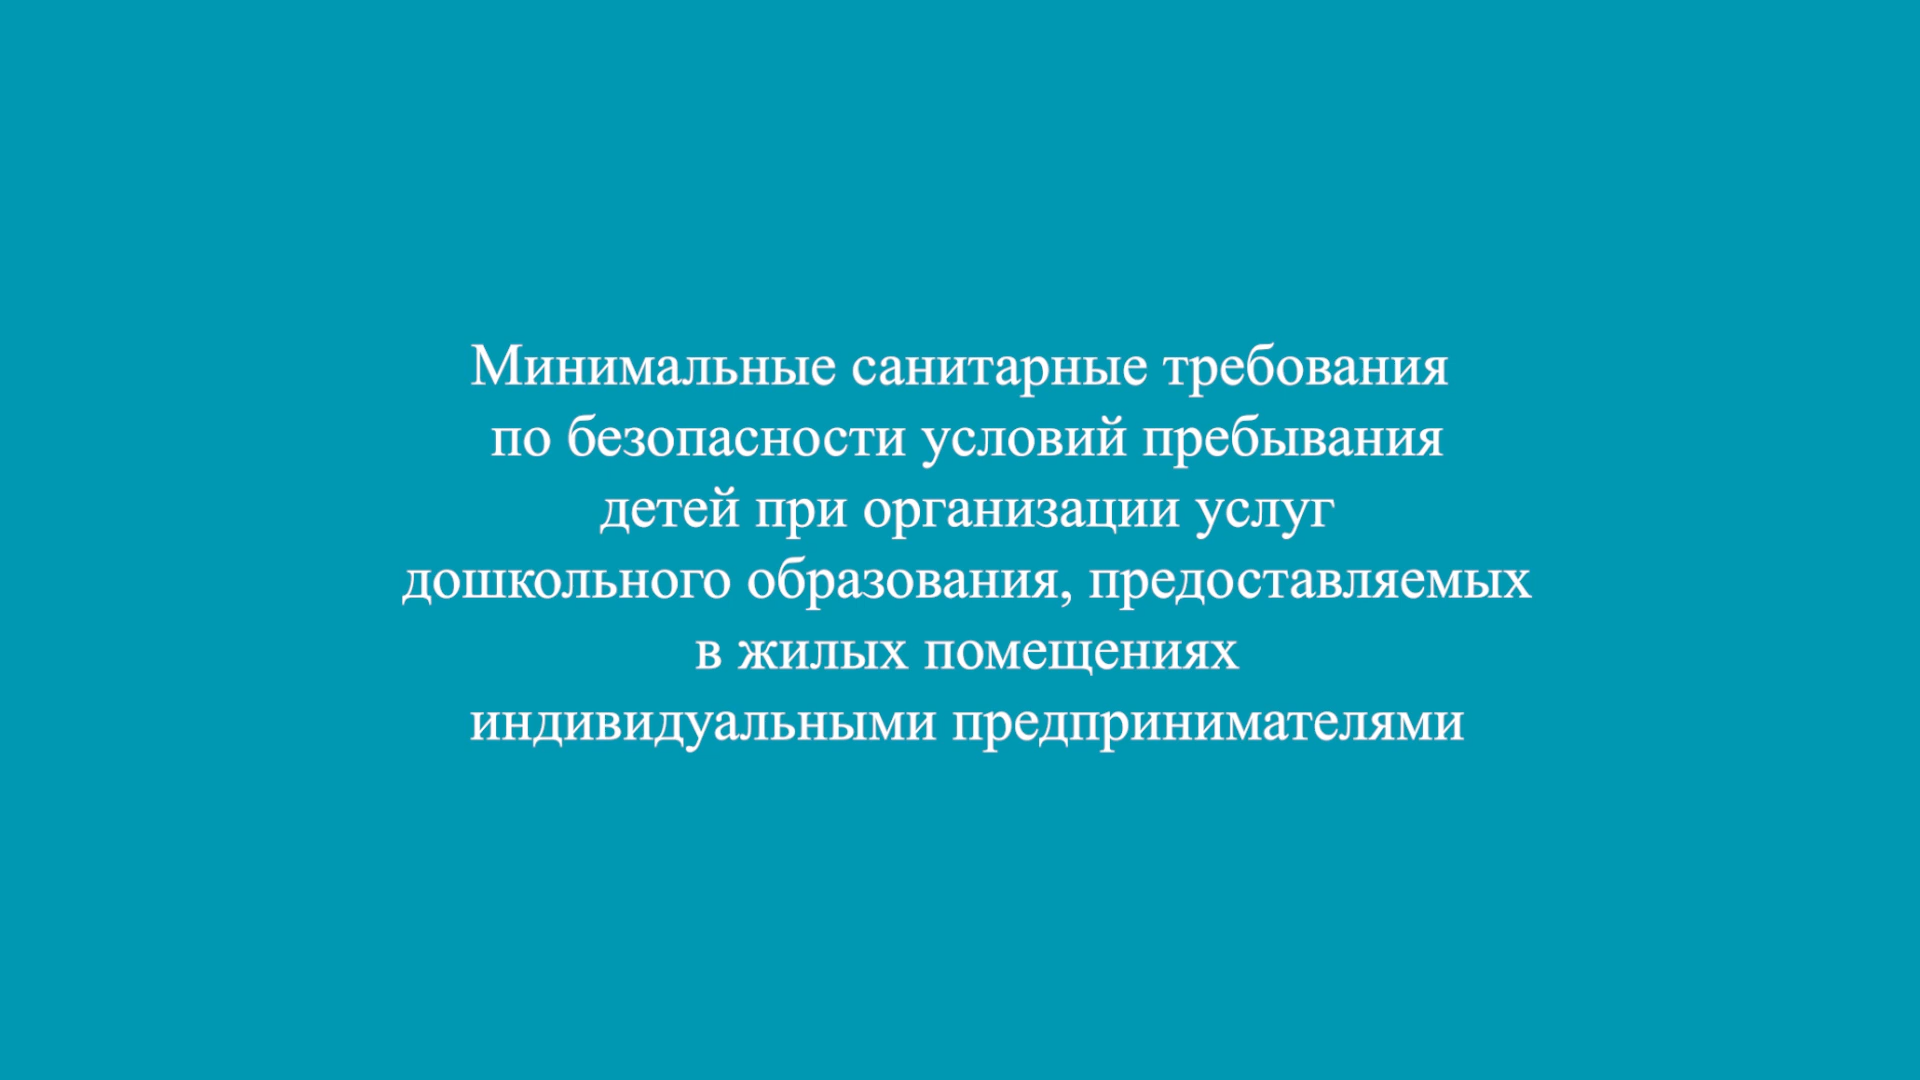 Минимальные санитарные требования
по безопасности условий пребывания
детей при организации услуг
дошкольного образования, предоставляемых
в жилых помещениях
индивидуальными предпринимателями